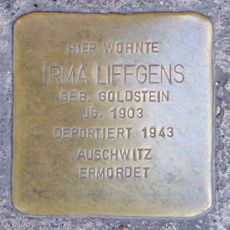 HIER WOHNTE
IRMA LIFFGENS
GEB. GOLDSTEIN
JG. 1903
DEPORTIERT 1943
AUSCHWITZ
ERMORDET